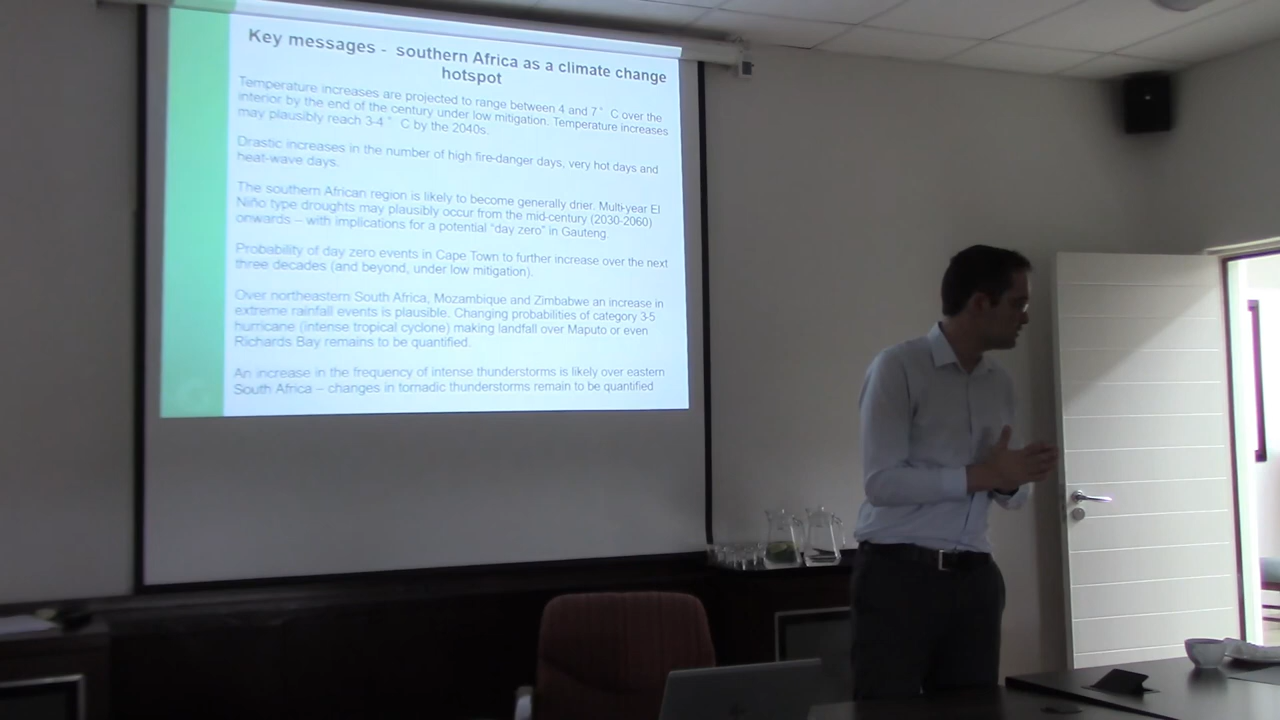 Key messages - southern Africa as a climate change
hotspot
Temperature increases are projected to range between 4 and 7° C over the
interior by the end of the century under low mitigation. Temperature increases
may plausibly reach 3-4 ° C by the 2040s.
Drastic increases in the number of high fire-danger days, very hot days and
heat-wave days.
The southern African region is likely to become generally drier. Multi-year El
Niño type droughts may plausibly occur from the mid-century (2030-2060)
onwards – with implications for a potential “day zero” in Gauteng.
Probability of day zero events in Cape Town to further increase over the next
three decades (and beyond, under low mitigation).
Over northeastern South Africa, Mozambique and Zimbabwe an increase in
extreme rainfall events is plausible. Changing probabilities of category 3-5
hurricane (intense tropical cyclone) making landfall over Maputo or even
Richards Bay remains to be quantified.
An increase in the frequency of intense thunderstorms is likely over eastern
South Africa – changes in tornadic thunderstorms remain to be quantified